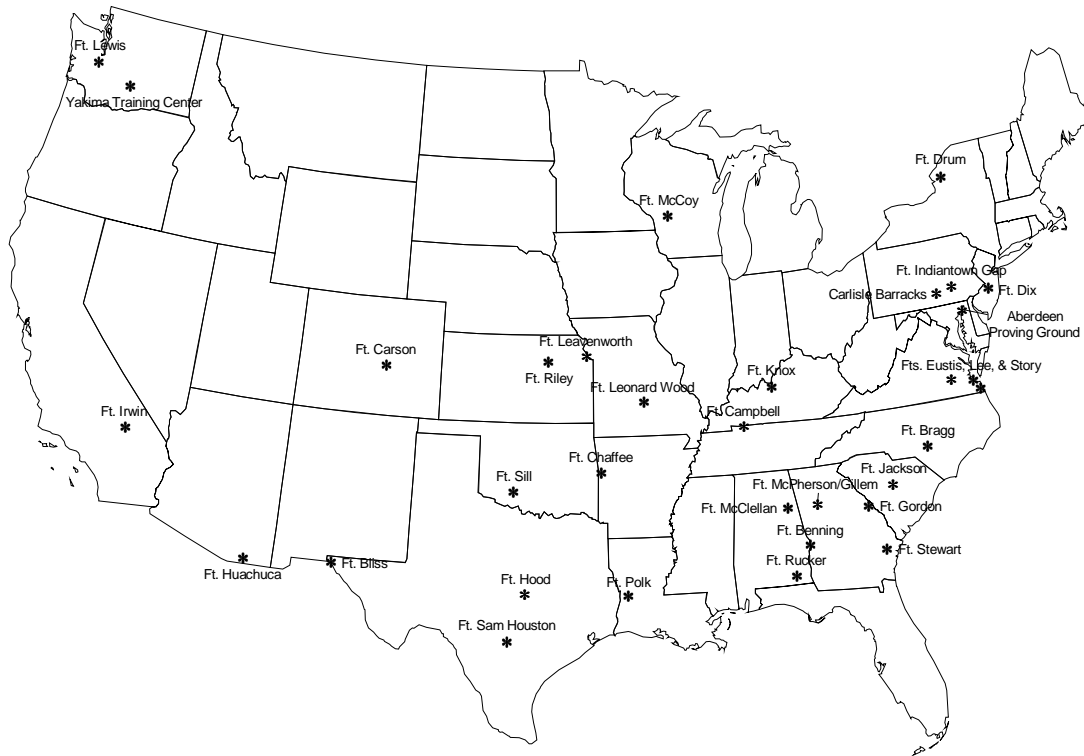 Ft. Lewis
Yakima Training Center
Ft. Drum
Ft. McCoy
Ft. Indiantown Gap
Carlisle Barracks
Ft. Dix
Aberdeen
Proving Ground
Ft. Leavenworth
Ft. Carson
Ft. Riley
Ft. Knox
Fts. Eustis, Lee, & Story
Ft. Leonard Wood
Ft. Irwin
Ft. Campbell
Ft. Bragg
Ft. Chaffee
Ft. Sill
Ft. Jackson
Ft. McPherson/Gillem
Ft. McClellan
Ft. Gordon
Ft. Benning
Ft. Stewart
Ft. Huachuca
Ft. Bliss
Ft. Rucker
Ft. Hood
Ft. Polk
Ft. Sam Houston